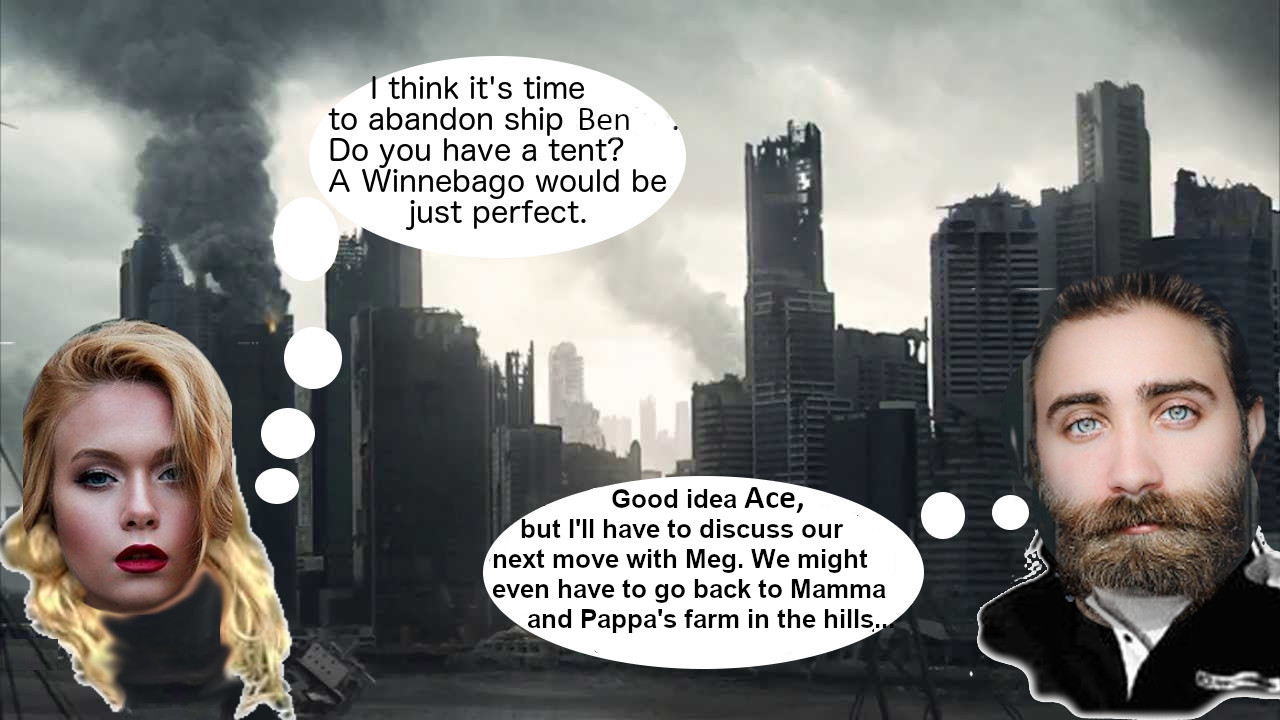 I think it's time
to abandon ship Ben .
Do you have a tent?
A Winnebago would be
just perfect.
Good idea Ace,
but I'll have to discuss our
next move with Meg. We might
even have to go back to Mamma
and Pappa's farm in the hills...